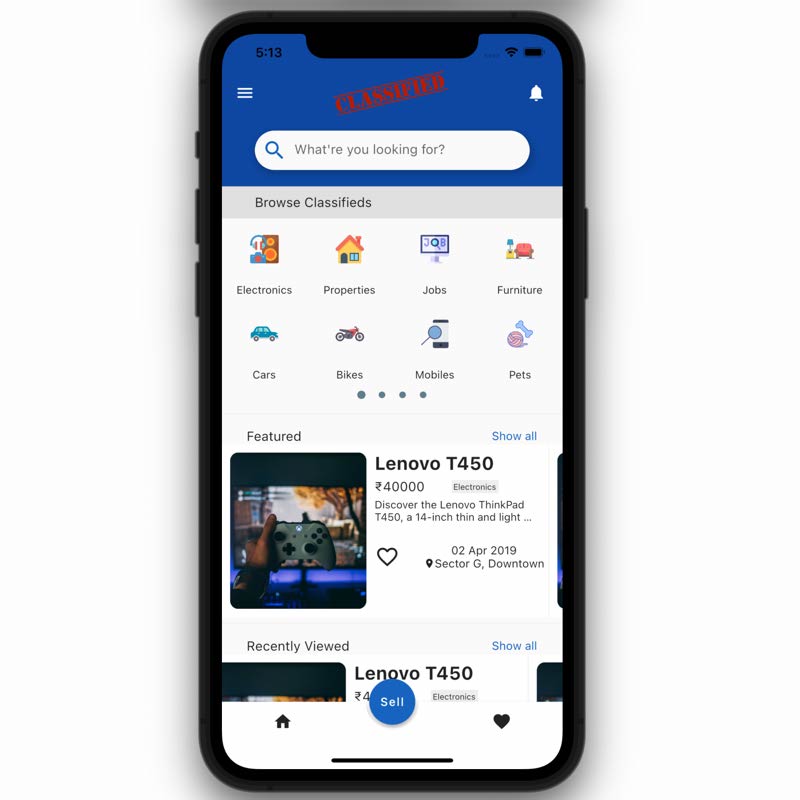 5:13
CLASSIFIED
What're you looking for?
Browse Classifieds
Electronics
Properties
JOB
Jobs
Furniture
Cars
Bikes
Mobiles
Pets
Featured
Show all
Lenovo T450
₹40000
Electronics
Discover the Lenovo ThinkPad
T450, a 14-inch thin and light ...
02 Apr 2019
Sector G, Downtown
Recently Viewed
Show all
Lenovo T450
₹4
Electronics
Sell